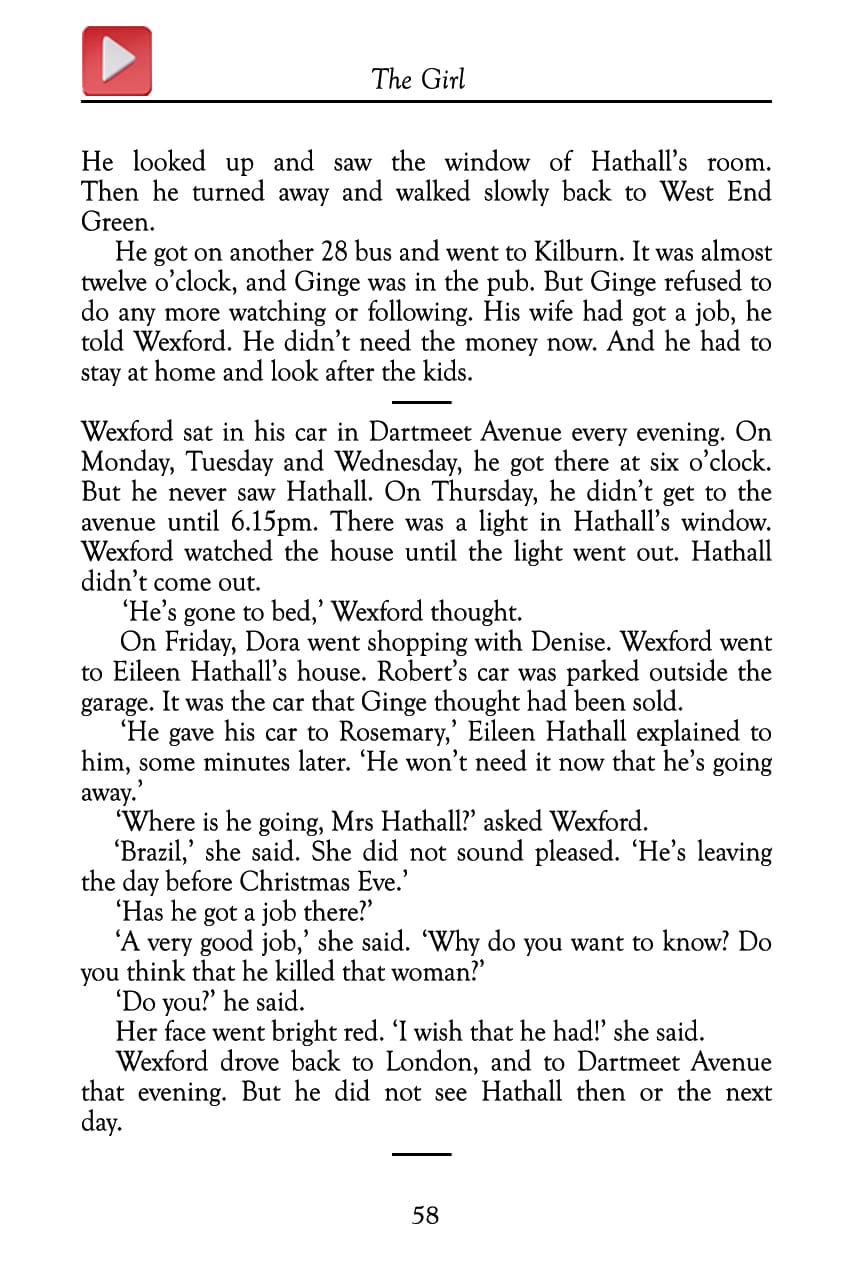 The Girl
He looked up and saw the window of Hathall’s room.
Then he turned away and walked slowly back to West End
Green.
He got on another 28 bus and went to Kilburn. It was almost
twelve o’clock, and Ginge was in the pub. But Ginge refused to
do any more watching or following. His wife had got a job, he
told Wexford. He didn’t need the money now. And he had to
stay at home and look after the kids.
Wexford sat in his car in Dartmeet Avenue every evening. On
Monday, Tuesday and Wednesday, he got there at six o’clock.
But he never saw Hathall. On Thursday, he didn’t get to the
avenue until 6.15pm. There was a light in Hathall’s window.
Wexford watched the house until the light went out. Hathall
didn’t come out.
‘He’s gone to bed,’ Wexford thought.
On Friday, Dora went shopping with Denise. Wexford went
to Eileen Hathall’s house. Robert’s car was parked outside the
garage. It was the car that Ginge thought had been sold.
‘He gave his car to Rosemary,’ Eileen Hathall explained to
him, some minutes later. ‘He won’t need it now that he’s going
away.’
‘Where is he going, Mrs Hathall?’ asked Wexford.
‘Brazil,’ she said. She did not sound pleased. ‘He’s leaving
the day before Christmas Eve.’
‘Has he got a job there?’
‘A very good job,’ she said. ‘Why do you want to know? Do
you think that he killed that woman?’
‘Do you?’ he said.
Her face went bright red. ‘I wish that he had!’ she said.
Wexford drove back to London, and to Dartmeet Avenue
that evening. But he did not see Hathall then or the next
day.
58